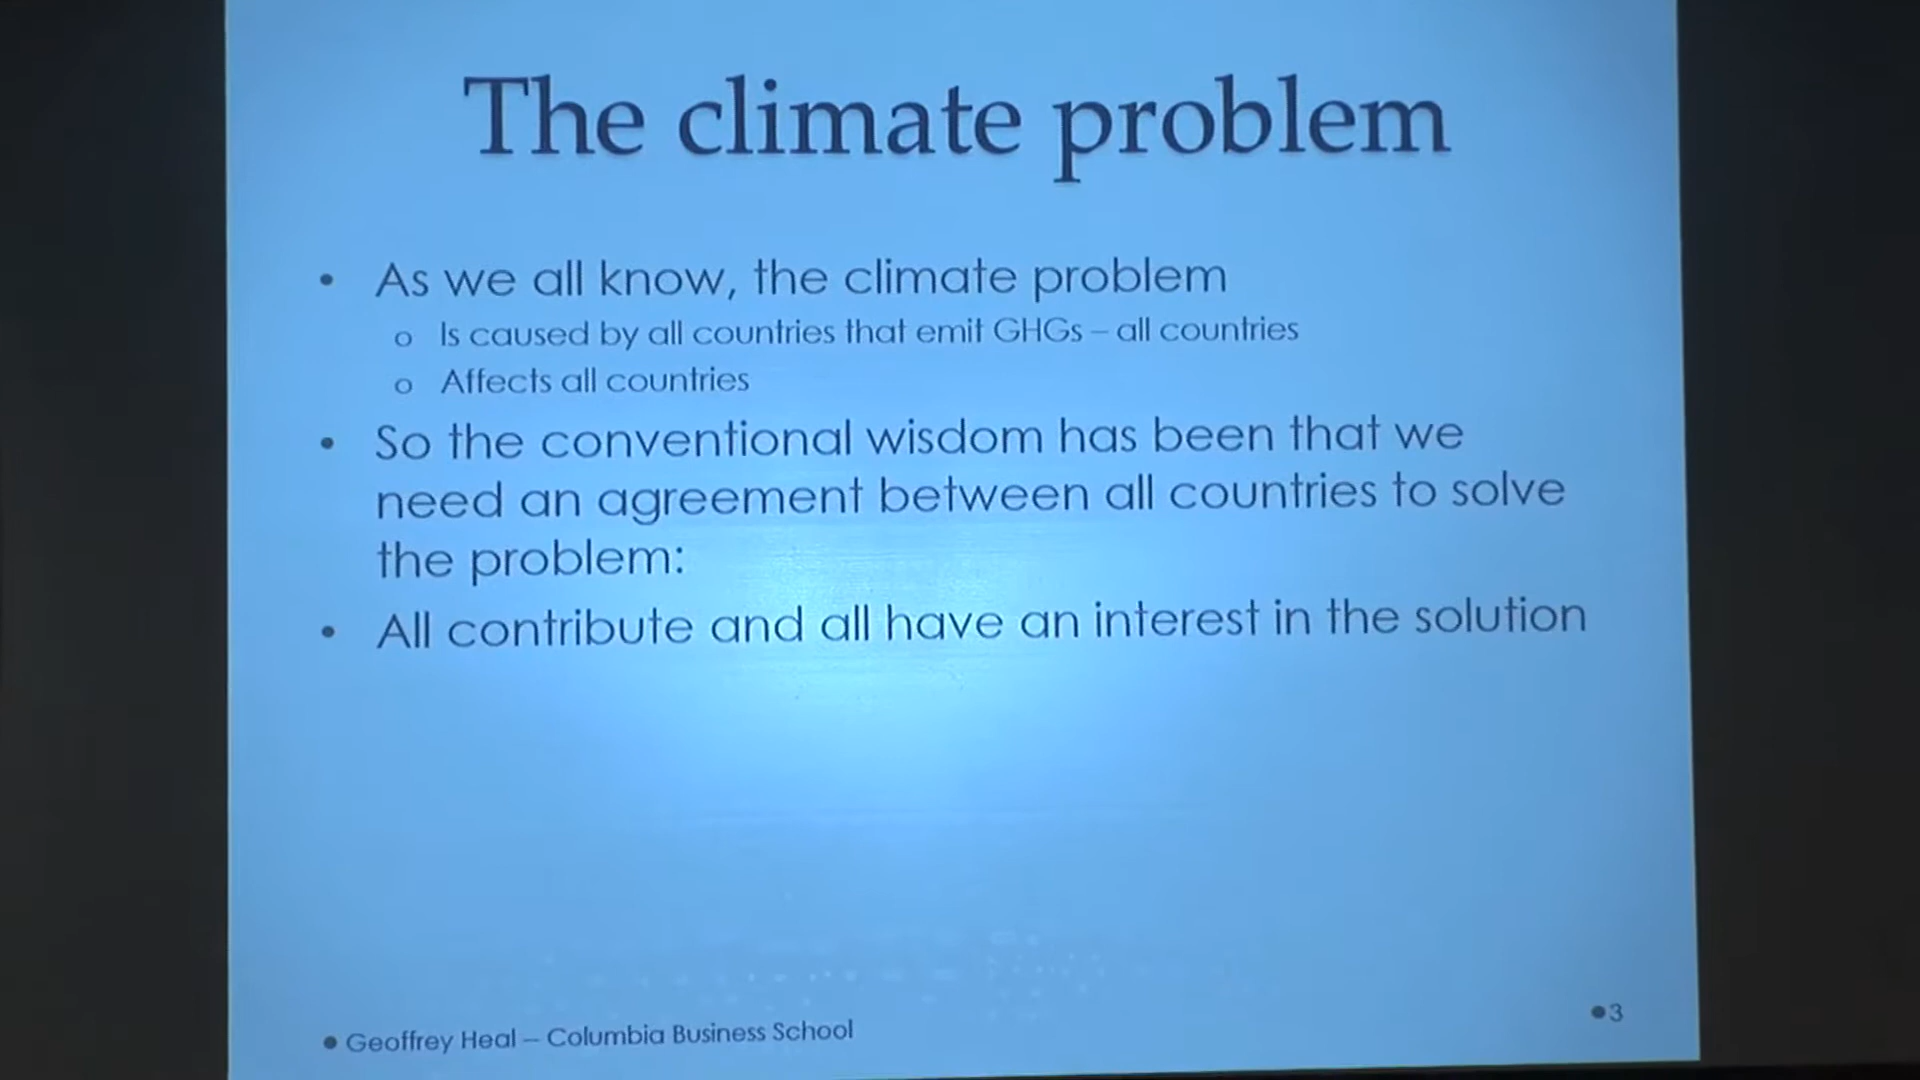 The climate problem
• As we all know, the climate problem
o Is caused by all countries that emit GHGs – all countries
o Affects all countries
• So the conventional wisdom has been that we
need an agreement between all countries to solve
the problem:
• All contribute and all have an interest in the solution
• Geoffrey Heal – Columbia Business School
•3